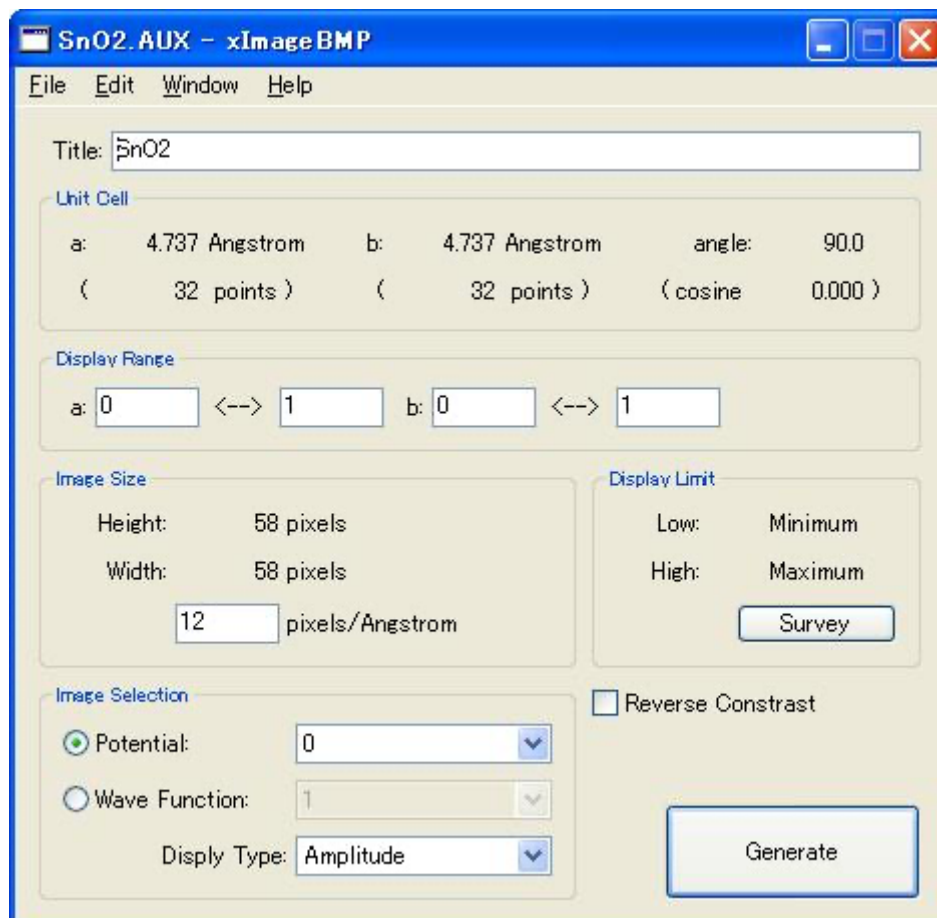 SnO2.AUX - xImageBMP
File Edit Window Help
Title: SnO2
Unit Cell
a: 4.737 Angstrom b: 4.737 Angstrom angle: 90.0
( 32 points ) ( 32 points ) ( cosine 0.000 )
Display Range
a: 0 <--> 1 b: 0 <--> 1
Image Size
Height: 58 pixels
Width: 58 pixels
12 pixels/Angstrom
Display Limit
Low: Minimum
High: Maximum
Survey
Image Selection
Potential: 0
Wave Function: 1
Disply Type: Amplitude
Reverse Constrast
Generate